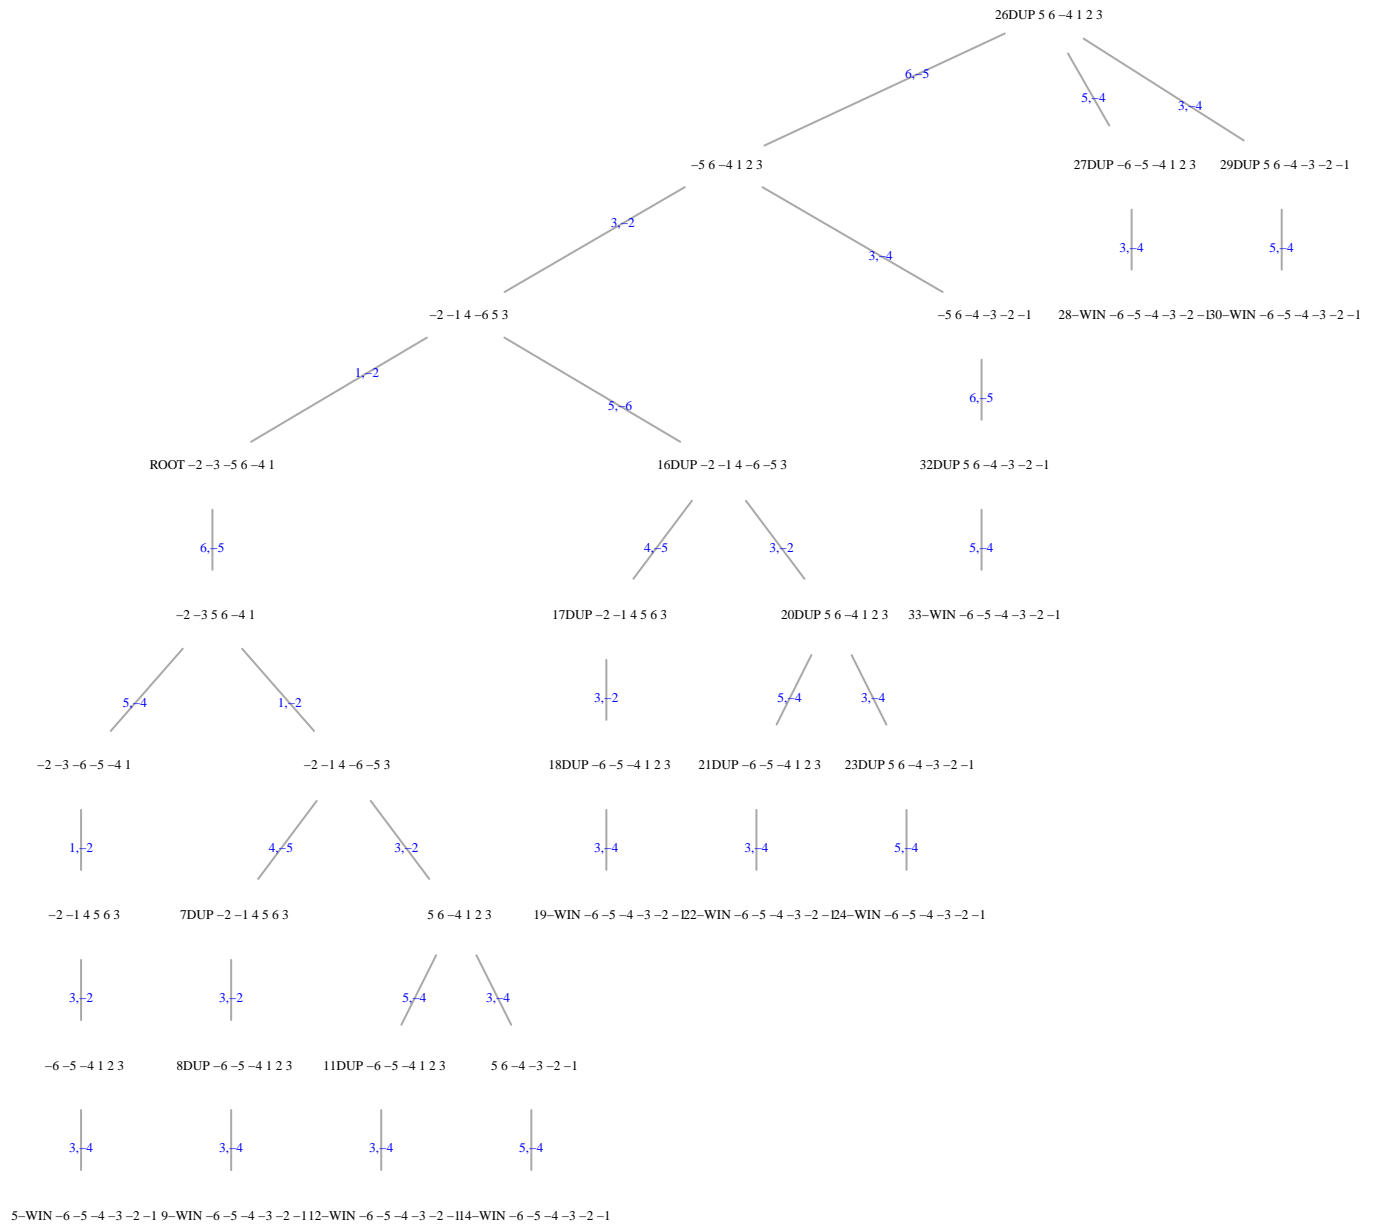 26DUP 5 6 −4 1 2 3
6,−5
5,−4
3,−4
−5 6 −4 1 2 3
27DUP −6 −5 −4 1 2 3
29DUP 5 6 −4 −3 −2 −1
3,−2
3,−4
3,−4
5,−4
−2 −1 4 −6 5 3
−5 6 −4 −3 −2 −1
28−WIN −6 −5 −4 −3 −2 −1
30−WIN −6 −5 −4 −3 −2 −1
1,−2
5,−6
6,−5
ROOT −2 −3 −5 6 −4 1
16DUP −2 −1 4 −6 −5 3
32DUP 5 6 −4 −3 −2 −1
6,−5
4,−5
3,−2
5,−4
−2 −3 5 6 −4 1
17DUP −2 −1 4 5 6 3
20DUP 5 6 −4 1 2 3
33−WIN −6 −5 −4 −3 −2 −1
5,−4
1,−2
3,−2
5,−4
3,−4
−2 −3 −6 −5 −4 1
−2 −1 4 −6 −5 3
18DUP −6 −5 −4 1 2 3
21DUP −6 −5 −4 1 2 3
23DUP 5 6 −4 −3 −2 −1
1,−2
4,−5
3,−2
3,−4
3,−4
5,−4
−2 −1 4 5 6 3
7DUP −2 −1 4 5 6 3
5 6 −4 1 2 3
19−WIN −6 −5 −4 −3 −2 −1
22−WIN −6 −5 −4 −3 −2 −1
24−WIN −6 −5 −4 −3 −2 −1
3,−2
3,−2
5,−4
3,−4
−6 −5 −4 1 2 3
8DUP −6 −5 −4 1 2 3
11DUP −6 −5 −4 1 2 3
5 6 −4 −3 −2 −1
3,−4
3,−4
3,−4
5,−4
5−WIN −6 −5 −4 −3 −2 −1
9−WIN −6 −5 −4 −3 −2 −1
12−WIN −6 −5 −4 −3 −2 −1
14−WIN −6 −5 −4 −3 −2 −1